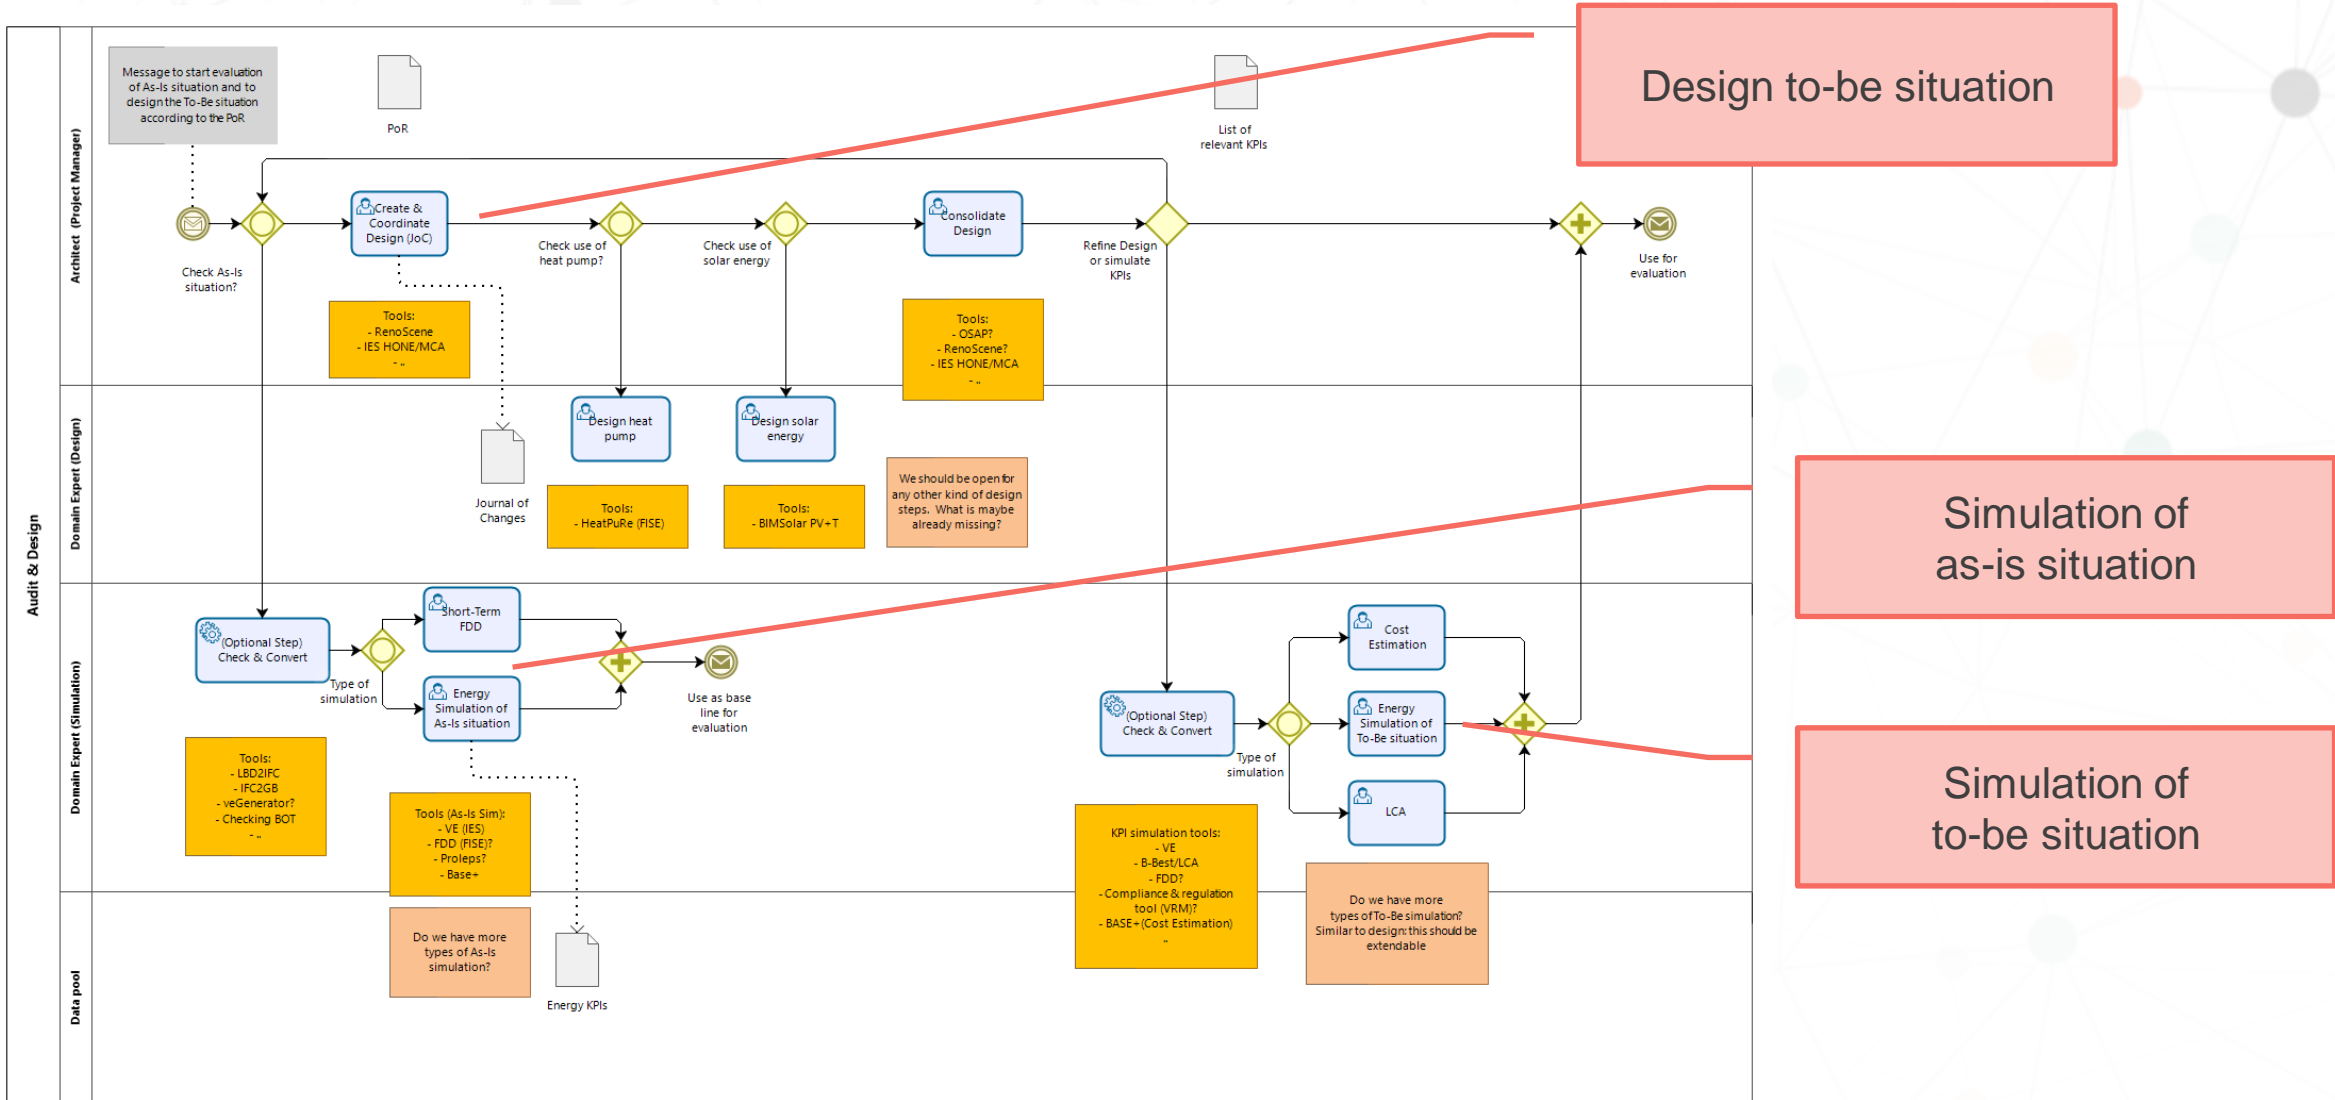 Message to start evaluation
of As-Is situation and to
design the To-Be situation
according to the PoR
PoR
List of
relevant KPIs
Design to-be situation
Audit & Design
Architect (Project Manager)
Create &
Coordinate
Design (JoC)
Consolidate
Design
Check As-Is
situation?
Check use of
heat pump?
Check use of
solar energy
Refine Design
or simulate
KPIs
Use for
evaluation
Tools:
- RenoScene
- IES HONE/MCA
- ..
Tools:
- OSAP?
- RenoScene?
- IES HONE/MCA
- ..
Domain Expert (Design)
Design heat
pump
Design solar
energy
Journal of
Changes
Tools:
- HeatPuRe (FISE)
Tools:
- BIMSolar PV+T
We should be open for
any other kind of design
steps. What is maybe
already missing?
Simulation of
as-is situation
Domain Expert (Simulation)
(Optional Step)
Check & Convert
Type of
simulation
Short-Term
FDD
Energy
Simulation of
As-Is situation
Use as base
line for
evaluation
(Optional Step)
Check & Convert
Type of
simulation
Cost
Estimation
Energy
Simulation of
To-Be situation
LCA
Simulation of
to-be situation
Tools:
- LBD2IFC
- IFC2GB
- veGenerator?
- Checking BOT
- ..
Tools (As-Is Sim):
- VE (IES)
- FDD (FISE)?
- Proleps?
- Base+
KPI simulation tools:
- VE
- B-Best/LCA
- FDD?
- Compliance & regulation
tool (VRM)?
- BASE+(Cost Estimation)
..
Do we have more
types of To-Be simulation?
Similar to design: this should be
extendable
Data pool
Do we have more
types of As-Is
simulation?
Energy KPIs